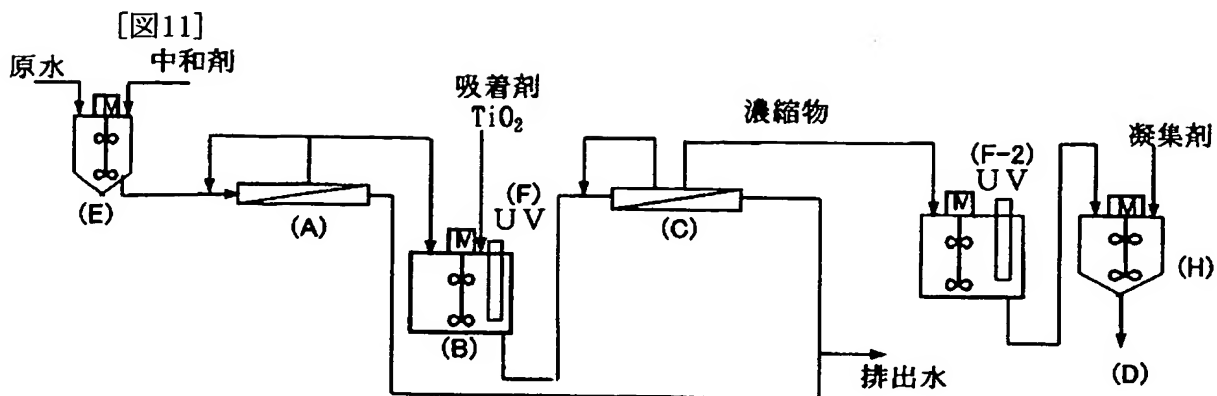 [図11]
原水
中和剤
M
(E)
(A)
吸着剤
TiO₂
(F)
UV
M
(B)
(C)
濃縮物
(F-2)
UV
M
凝集剤
M
(H)
(D)
排出水